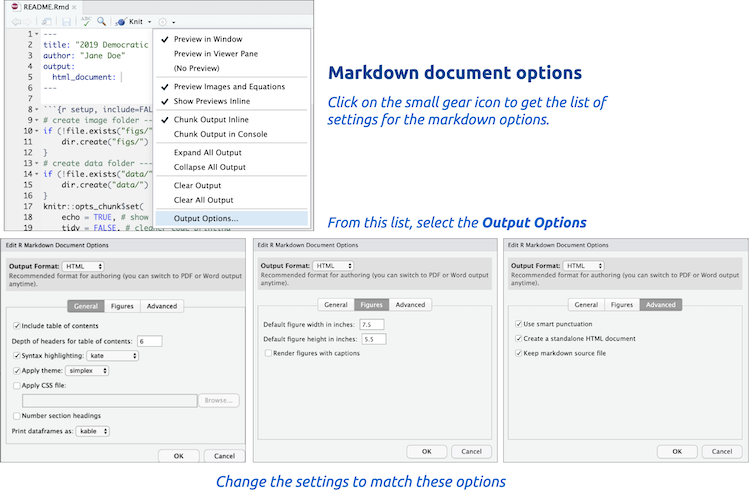 README.Rmd ×
Knit
1 ---
2 title: "2019 Democratic
3 author: "Jane Doe"
4 output:
5 html_document:
6 ---
7
8 ```{r setup, include=FAL
9 # create image folder ---
10 if (!file.exists("figs/"
11 dir.create("figs/")
12 }
13 # create data folder ---
14 if (!file.exists("data/"
15 dir.create("data/")
16 }
17 knitr::opts_chunk$set(
18 echo = TRUE, # show
19 tidy = FALSE, # cleaner code printing
Preview in Window
Preview in Viewer Pane
(No Preview)
Preview Images and Equations
Show Previews Inline
Chunk Output Inline
Chunk Output in Console
Expand All Output
Collapse All Output
Clear Output
Clear All Output
Output Options...
Markdown document options
Click on the small gear icon to get the list of
settings for the markdown options.
From this list, select the Output Options
Edit R Markdown Document Options
Output Format: HTML
Recommended format for authoring (you can switch to PDF or Word output
anytime).
General Figures Advanced
Include table of contents
Depth of headers for table of contents: 6
Syntax highlighting: kate
Apply theme: simplex
Apply CSS file:
Browse...
Number section headings
Print dataframes as: kable
OK Cancel
Edit R Markdown Document Options
Output Format: HTML
Recommended format for authoring (you can switch to PDF or Word output
anytime).
General Figures Advanced
Default figure width in inches: 7.5
Default figure height in inches: 5.5
Render figures with captions
OK Cancel
Edit R Markdown Document Options
Output Format: HTML
Recommended format for authoring (you can switch to PDF or Word output
anytime).
General Figures Advanced
Use smart punctuation
Create a standalone HTML document
Keep markdown source file
OK Cancel
Change the settings to match these options